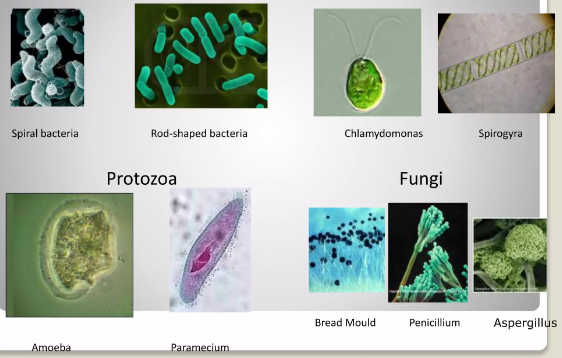 Spiral bacteria Rod-shaped bacteria Chlamydomonas Spirogyra
Protozoa Fungi
Bread Mould Penicillium Aspergillus
Amoeba Paramecium